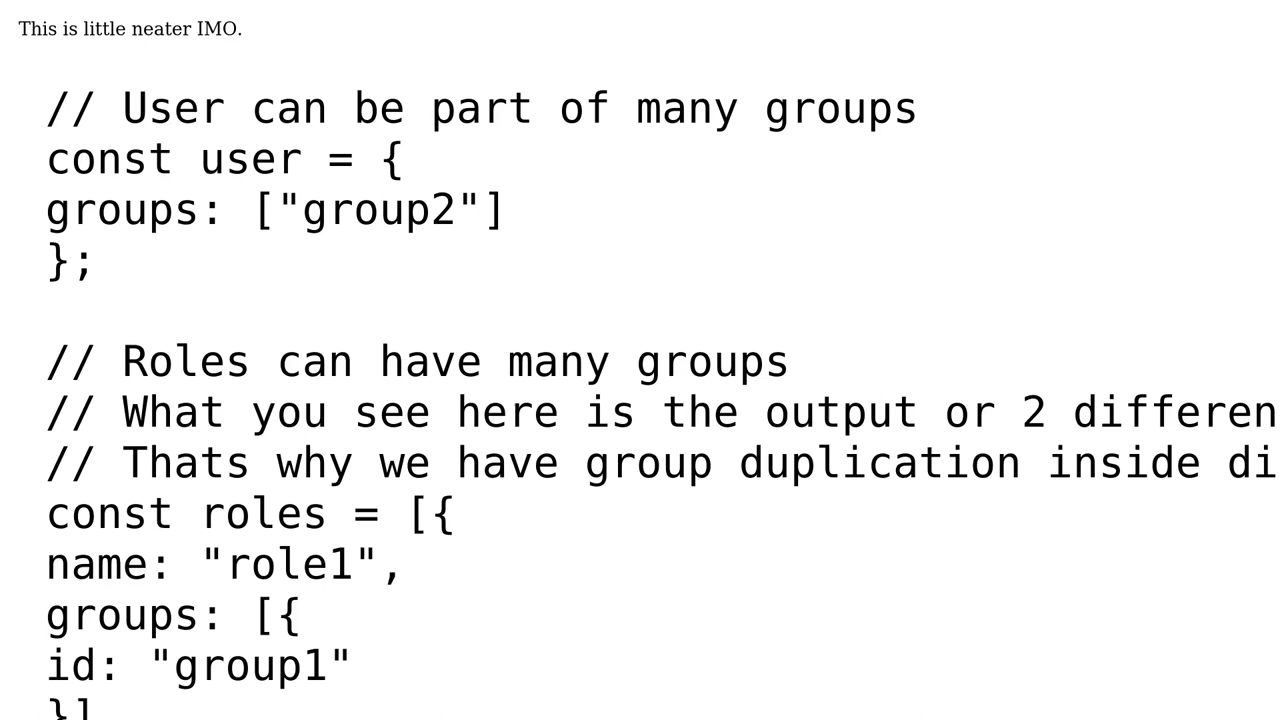 This is little neater IMO.
// User can be part of many groups
const user = {
groups: ["group2"]
};
// Roles can have many groups
// What you see here is the output or 2 differen
// Thats why we have group duplication inside di
const roles = [{
name: "role1",
groups: [{
id: "group1"
}]